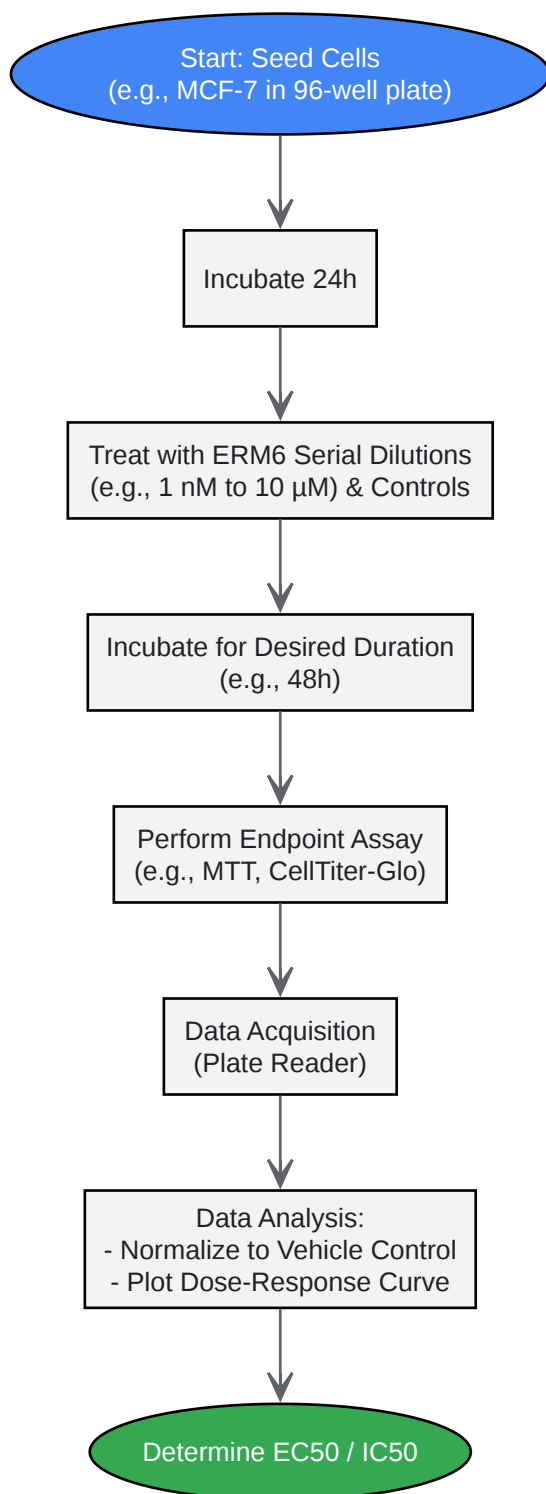 Start: Seed Cells
(e.g., MCF-7 in 96-well plate)
Incubate 24h
Treat with ERM6 Serial Dilutions
(e.g., 1 nM to 10 µM) & Controls
Incubate for Desired Duration
(e.g., 48h)
Perform Endpoint Assay
(e.g., MTT, CellTiter-Glo)
Data Acquisition
(Plate Reader)
Data Analysis:
- Normalize to Vehicle Control
- Plot Dose-Response Curve
Determine EC50 / IC50